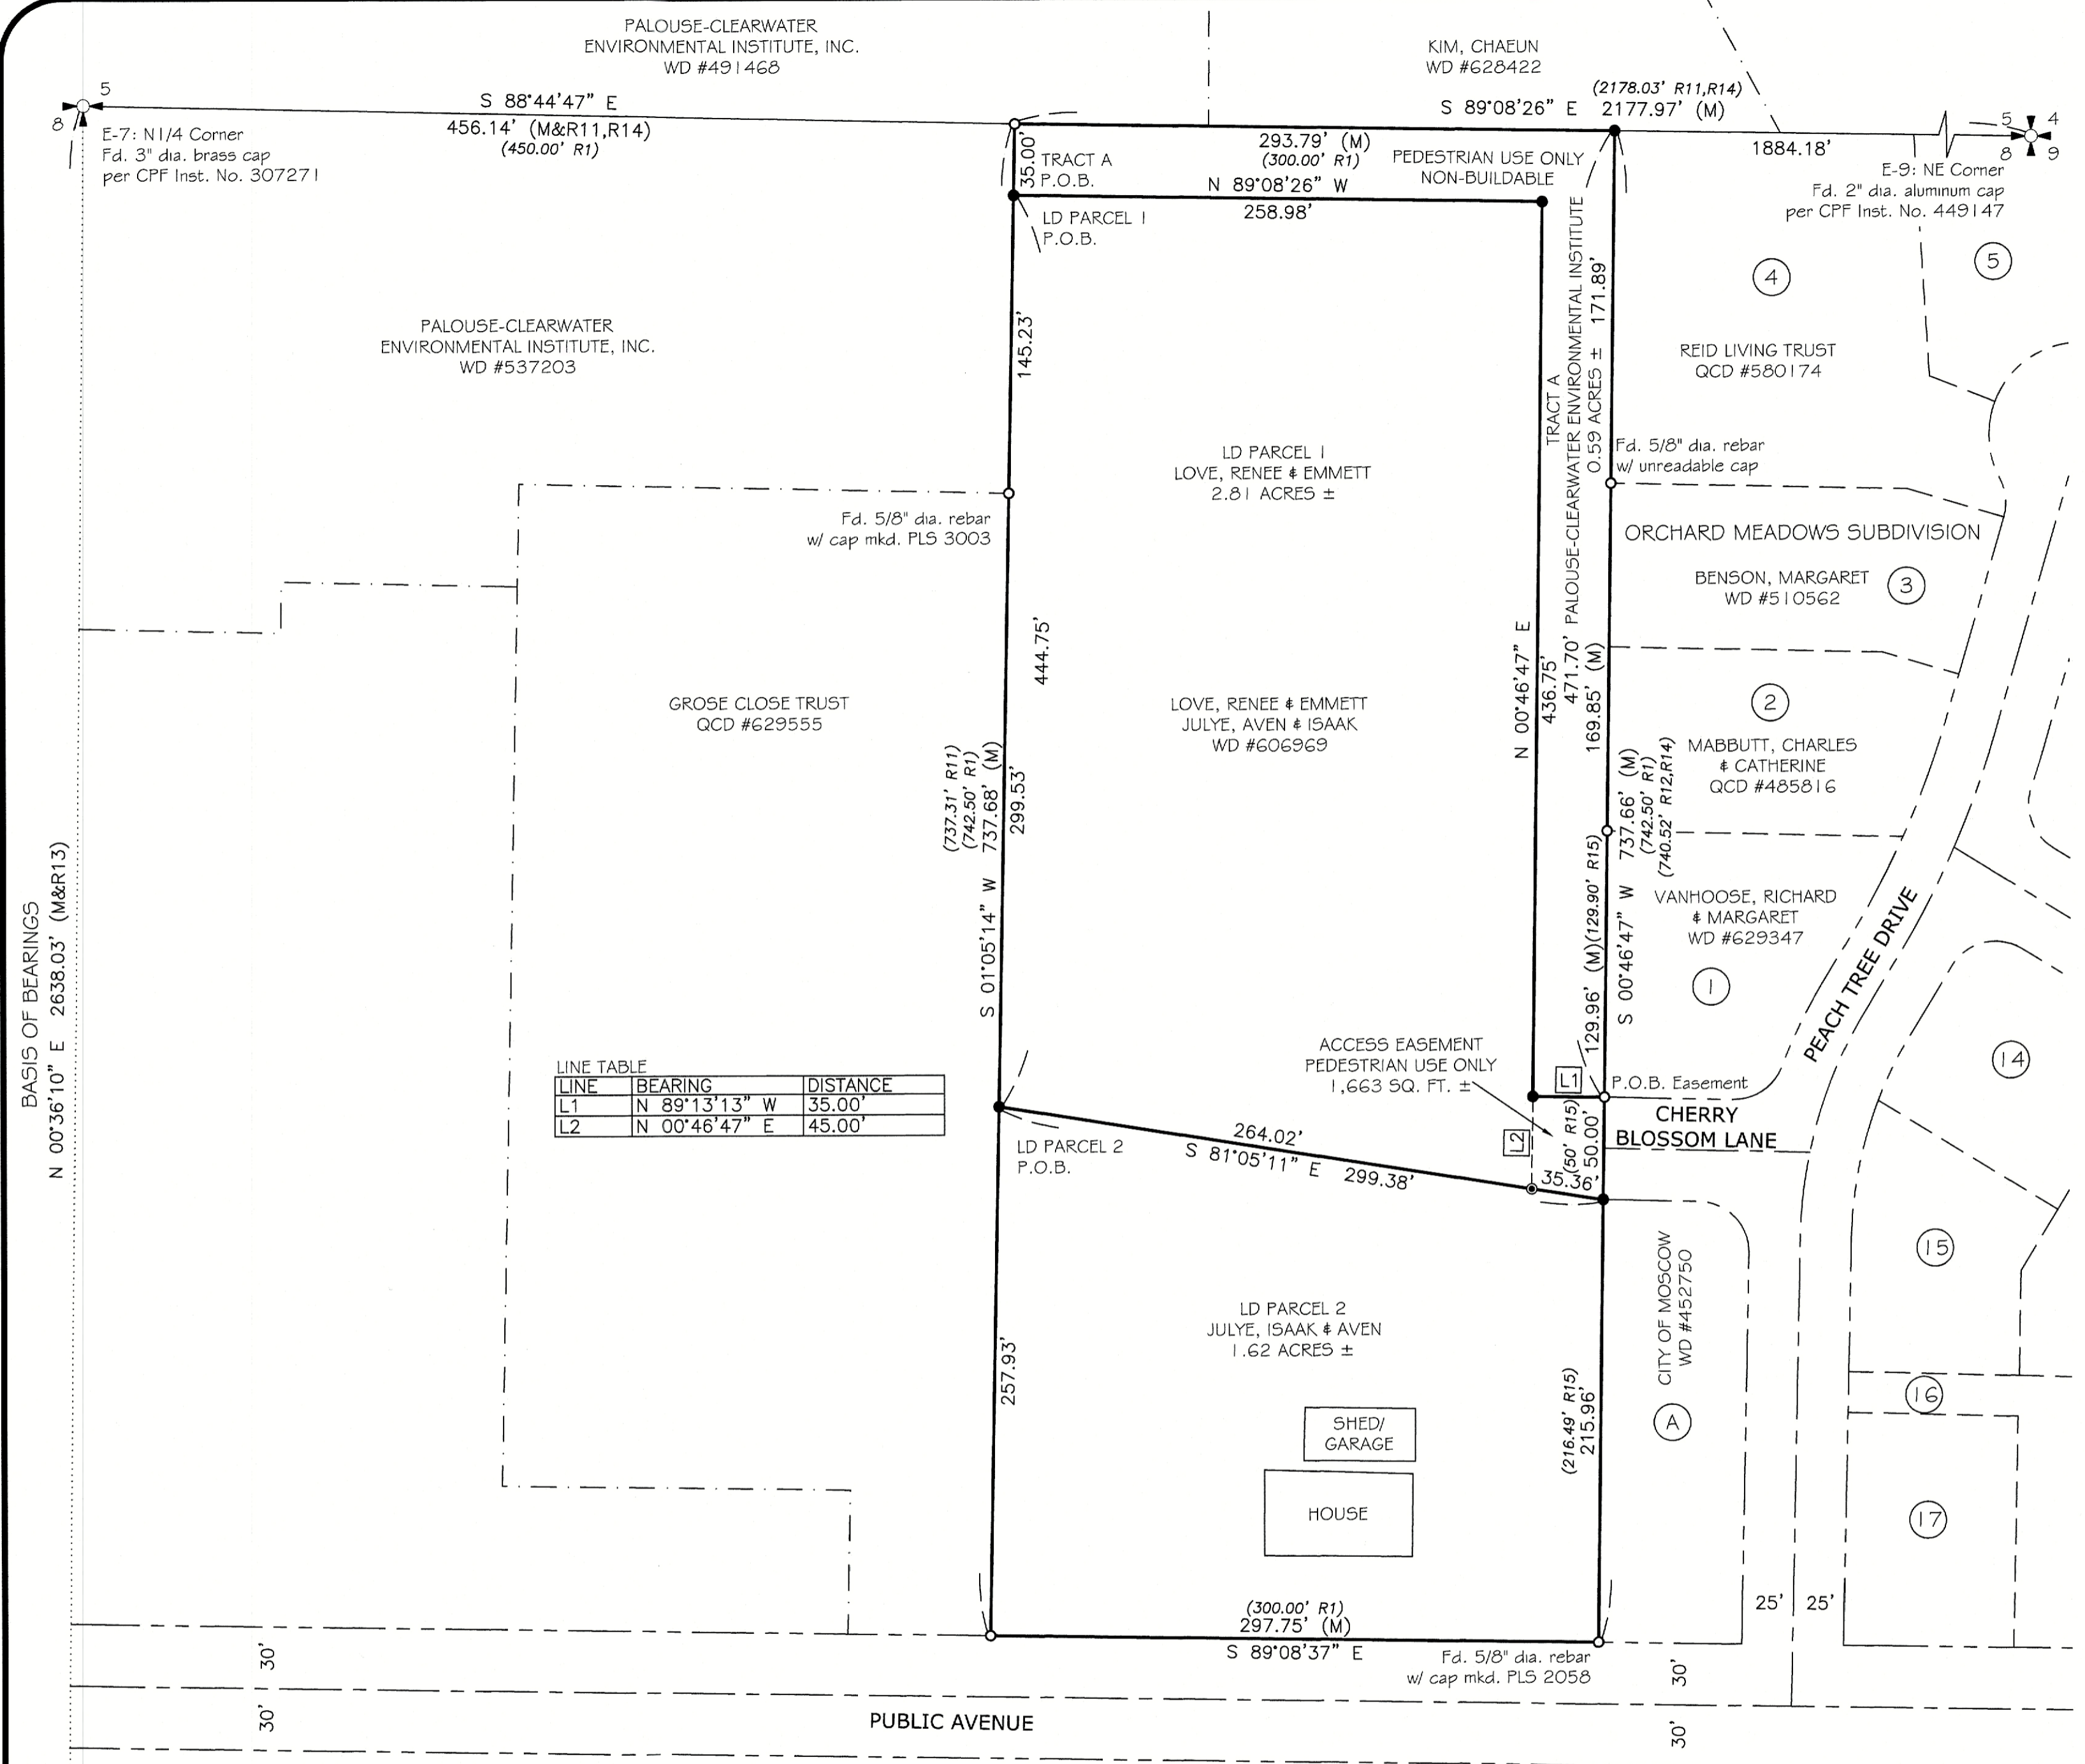 PALOUSE-CLEARWATER
ENVIRONMENTAL INSTITUTE, INC.
WD #491468
KIM, CHAEUN
WD #628422
(2178.03' R11,R14)
S 89°08'26" E 2177.97' (M)
5
8
S 88°44'47" E
456.14' (M&R11,R14)
(450.00' R1)
E-7: N1/4 Corner
Fd. 3" dia. brass cap
per CPF Inst. No. 307271
5 4
8 9
1884.18'
E-9: NE Corner
Fd. 2" dia. aluminum cap
per CPF Inst. No. 449147
35.00'
TRACT A
P.O.B.
293.79' (M)
(300.00' R1)
N 89°08'26" W
258.98'
PEDESTRIAN USE ONLY
NON-BUILDABLE
LD PARCEL 1
P.O.B.
4
5
REID LIVING TRUST
QCD #580174
PALOUSE-CLEARWATER
ENVIRONMENTAL INSTITUTE, INC.
WD #537203
145.23'
171.89'
TRACT A
PALOUSE-CLEARWATER ENVIRONMENTAL INSTITUTE
0.59 ACRES ±
LD PARCEL 1
LOVE, RENEE & EMMETT
2.81 ACRES ±
Fd. 5/8" dia. rebar
w/ unreadable cap
Fd. 5/8" dia. rebar
w/ cap mkd. PLS 3003
ORCHARD MEADOWS SUBDIVISION
BENSON, MARGARET
WD #510562
3
444.75'
N 00°46'47" E
436.75'
471.70'
169.85' (M)
GROSE CLOSE TRUST
QCD #629555
LOVE, RENEE & EMMETT
JULYE, AVEN & ISAAK
WD #606969
2
MABBUTT, CHARLES
& CATHERINE
QCD #485816
(737.31' R11)
(742.50' R1)
S 01°05'14" W 737.68' (M)
299.53'
S 00°46'47" W 737.66' (M)
(742.50' R1)
(740.52' R12,R14)
129.96' (M)(129.90' R15)
VANHOOSE, RICHARD
& MARGARET
WD #629347
1
BASIS OF BEARINGS
N 00°36'10" E 2638.03' (M&R13)
PEACH TREE DRIVE
14
LINE TABLE
LINE BEARING DISTANCE
L1 N 89°13'13" W 35.00'
L2 N 00°46'47" E 45.00'
ACCESS EASEMENT
PEDESTRIAN USE ONLY
1,663 SQ. FT. ±
L1
P.O.B. Easement
CHERRY
BLOSSOM LANE
L2
(50' R15)
50.00'
35.36'
LD PARCEL 2
P.O.B.
264.02'
S 81°05'11" E 299.38'
15
CITY OF MOSCOW
WD #452750
A
LD PARCEL 2
JULYE, ISAAK & AVEN
1.62 ACRES ±
257.93'
(216.49' R15)
215.96'
16
SHED/
GARAGE
HOUSE
17
25' 25'
(300.00' R1)
297.75' (M)
S 89°08'37" E
Fd. 5/8" dia. rebar
w/ cap mkd. PLS 2058
30'
30'
30'
30'
PUBLIC AVENUE